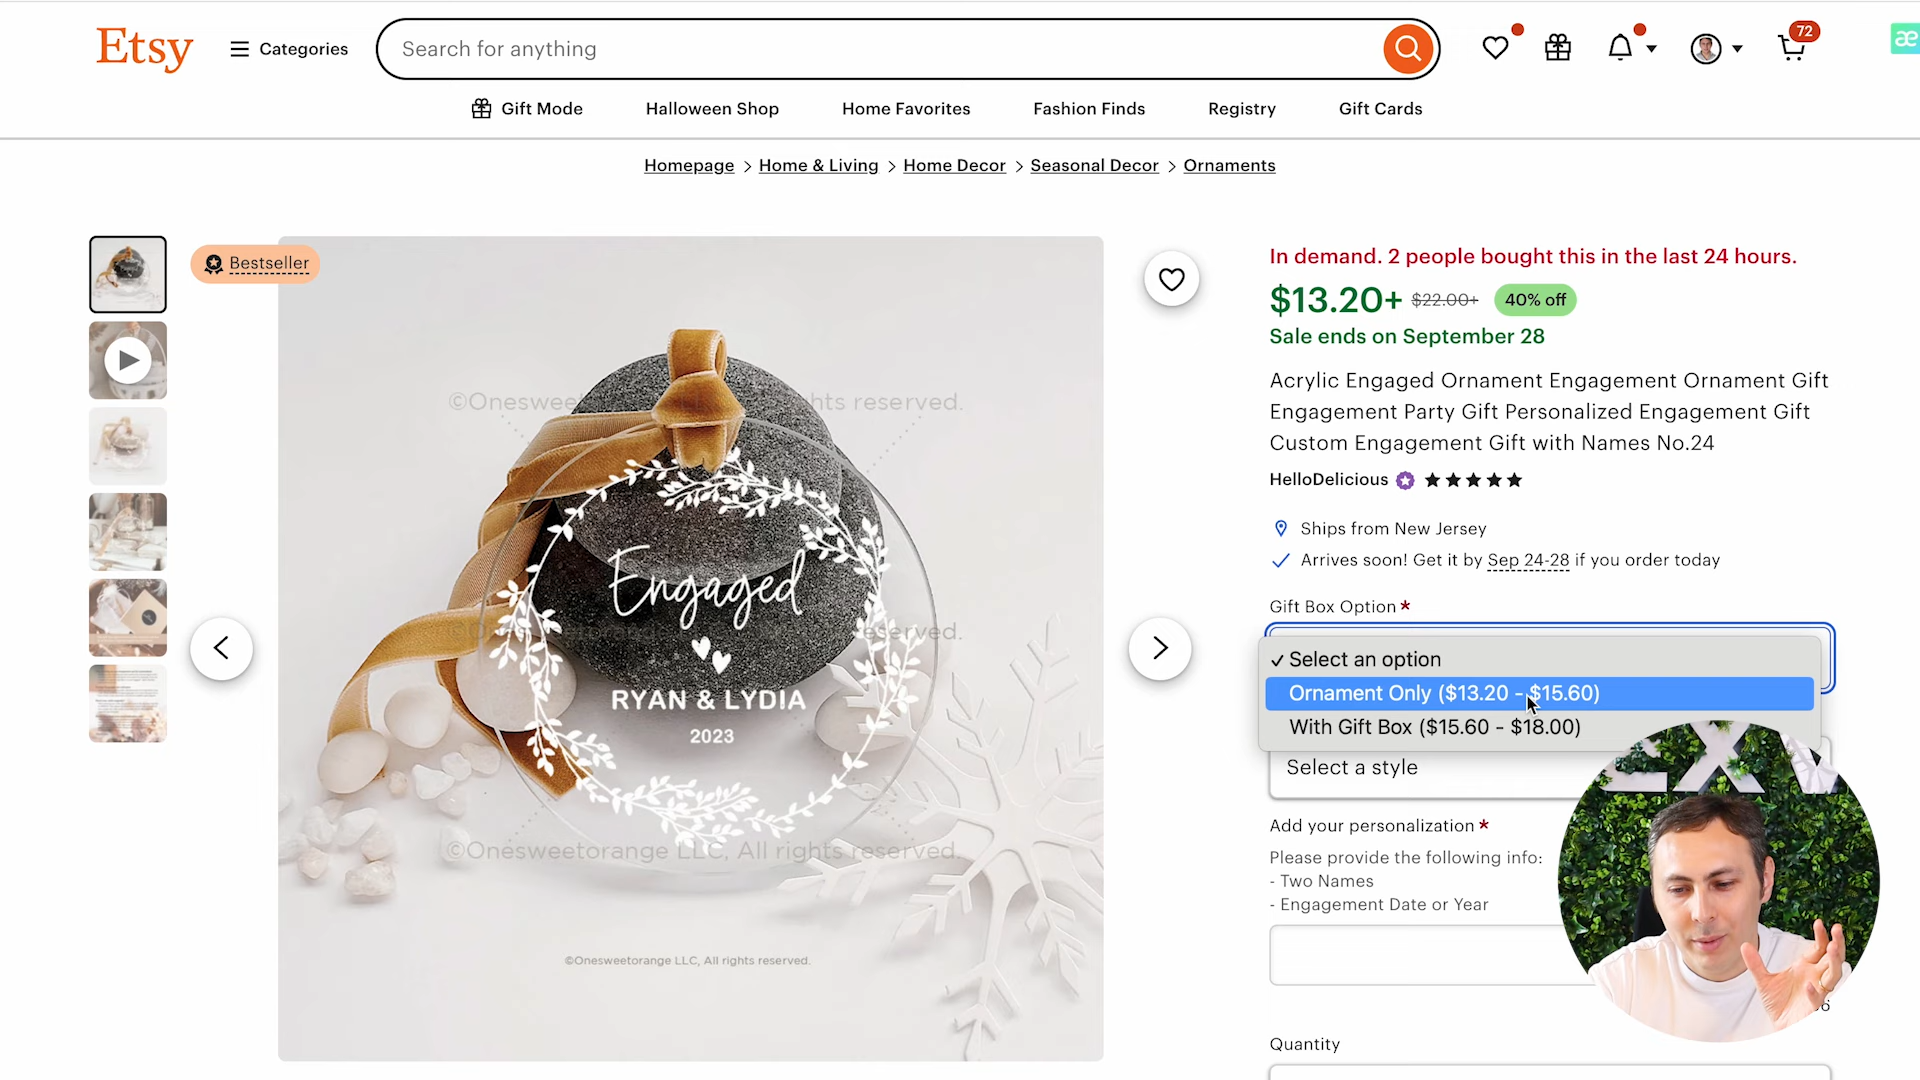 Etsy
Categories
Search for anything
72
Gift Mode
Halloween Shop
Home Favorites
Fashion Finds
Registry
Gift Cards
Homepage > Home & Living > Home Decor > Seasonal Decor > Ornaments
Bestseller
©Onesweetorange LLC, All rights reserved.
Engaged
RYAN & LYDIA
2023
©Onesweetorange LLC, All rights reserved.
In demand. 2 people bought this in the last 24 hours.
$13.20+ $22.00+ 40% off
Sale ends on September 28
Acrylic Engaged Ornament Engagement Ornament Gift
Engagement Party Gift Personalized Engagement Gift
Custom Engagement Gift with Names No.24
HelloDelicious
Ships from New Jersey
Arrives soon! Get it by Sep 24-28 if you order today
Gift Box Option *
✓ Select an option
Ornament Only ($13.20 - $15.60)
With Gift Box ($15.60 - $18.00)
Select a style
Add your personalization *
Please provide the following info:
- Two Names
- Engagement Date or Year
Quantity